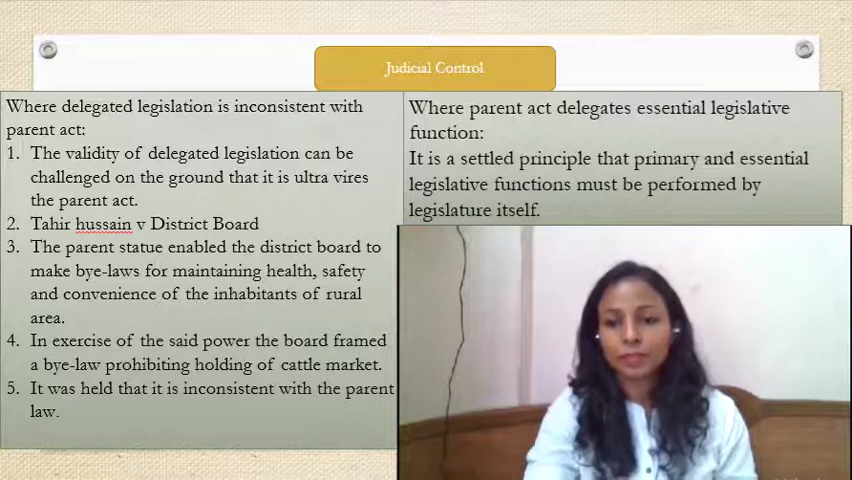 Judicial Control
Where delegated legislation is inconsistent with
parent act:
1. The validity of delegated legislation can be
challenged on the ground that it is ultra vires
the parent act.
2. Tahir hussain v District Board
3. The parent statue enabled the district board to
make bye-laws for maintaining health, safety
and convenience of the inhabitants of rural
area.
4. In exercise of the said power the board framed
a bye-law prohibiting holding of cattle market.
5. It was held that it is inconsistent with the parent
law.
Where parent act delegates essential legislative
function:
It is a settled principle that primary and essential
legislative functions must be performed by
legislature itself.